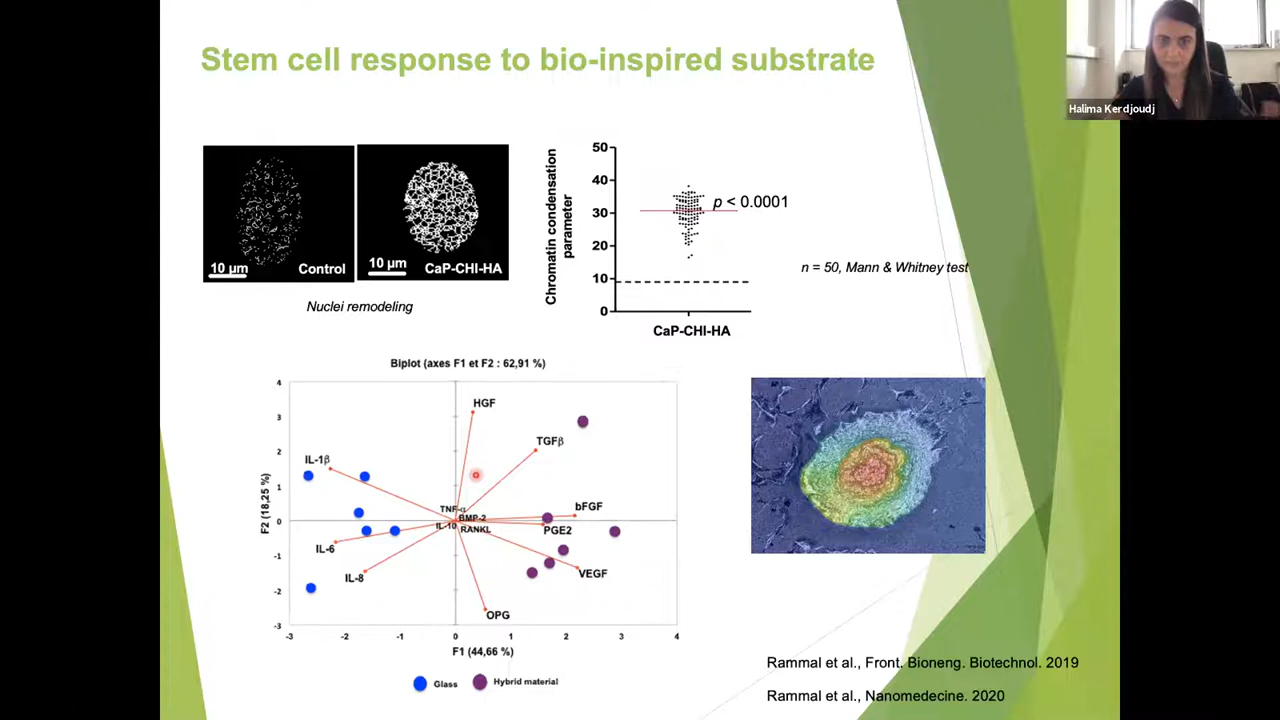 Stem cell response to bio-inspired substrate
Halima Kerdjoudj
10 µm
Control
10 µm
CaP-CHI-HA
Nuclei remodeling
Chromatin condensation
parameter
50
40
30
20
10
0
p < 0.0001
CaP-CHI-HA
n = 50, Mann & Whitney test
Biplot (axes F1 et F2 : 62,91 %)
F2 (18,25 %)
4
3
2
1
0
-1
-2
-3
HGF
TGFβ
IL-1β
TNF-α
BMP-2
IL-10
RANKL
bFGF
PGE2
IL-6
IL-8
VEGF
OPG
-3 -2 -1 0 1 2 3 4
F1 (44,66 %)
Glass
Hybrid material
Rammal et al., Front. Bioneng. Biotechnol. 2019
Rammal et al., Nanomedecine. 2020